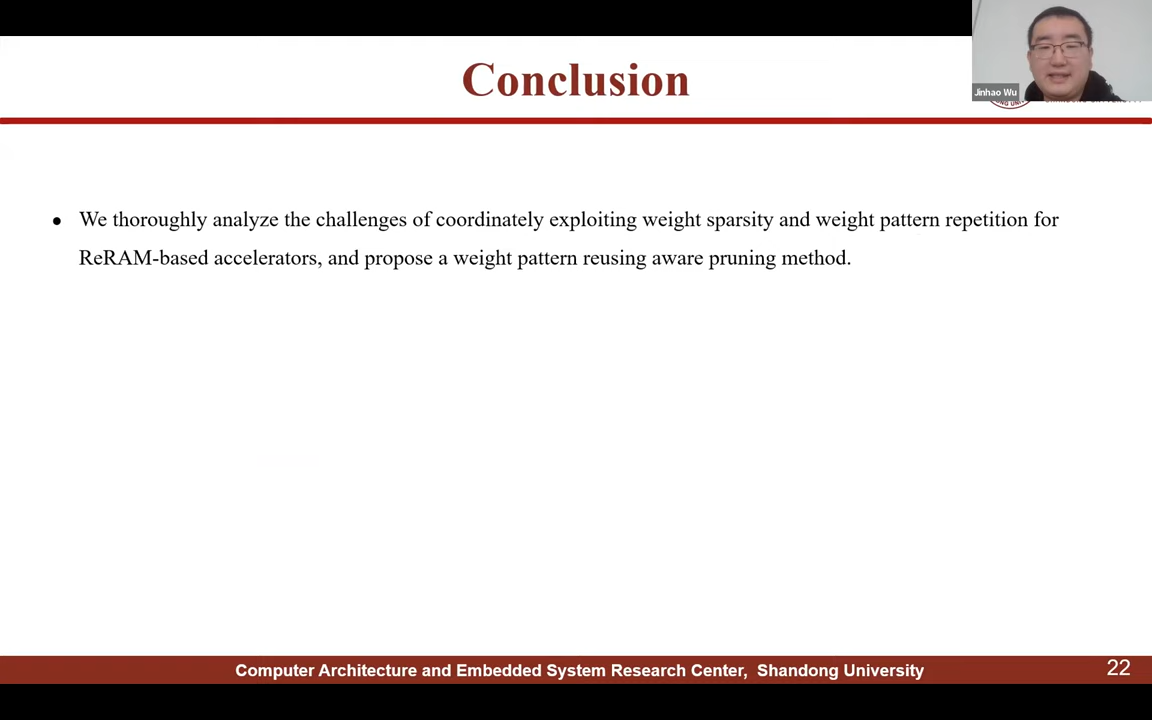 Conclusion
Jinhao Wu
• We thoroughly analyze the challenges of coordinately exploiting weight sparsity and weight pattern repetition for
ReRAM-based accelerators, and propose a weight pattern reusing aware pruning method.
Computer Architecture and Embedded System Research Center, Shandong University
22